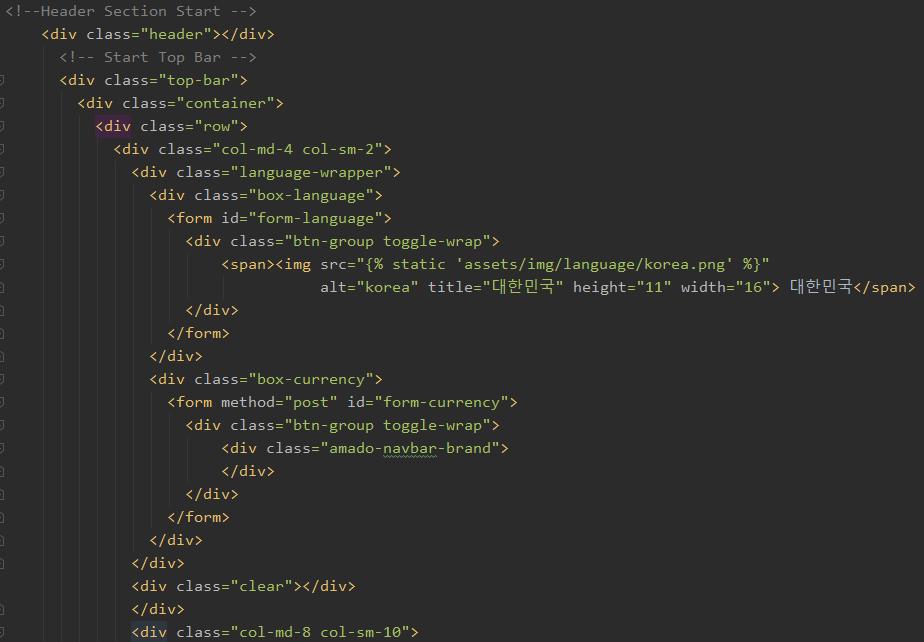 <!--Header Section Start -->
<div class="header"></div>
<!-- Start Top Bar -->
<div class="top-bar">
<div class="container">
<div class="row">
<div class="col-md-4 col-sm-2">
<div class="language-wrapper">
<div class="box-language">
<form id="form-language">
<div class="btn-group toggle-wrap">
<span><img src="{% static 'assets/img/language/korea.png' %}"
alt="korea" title="대한민국" height="11" width="16"> 대한민국</span>
</div>
</form>
</div>
<div class="box-currency">
<form method="post" id="form-currency">
<div class="btn-group toggle-wrap">
<div class="amado-navbar-brand">
</div>
</div>
</form>
</div>
</div>
<div class="clear"></div>
</div>
<div class="col-md-8 col-sm-10">